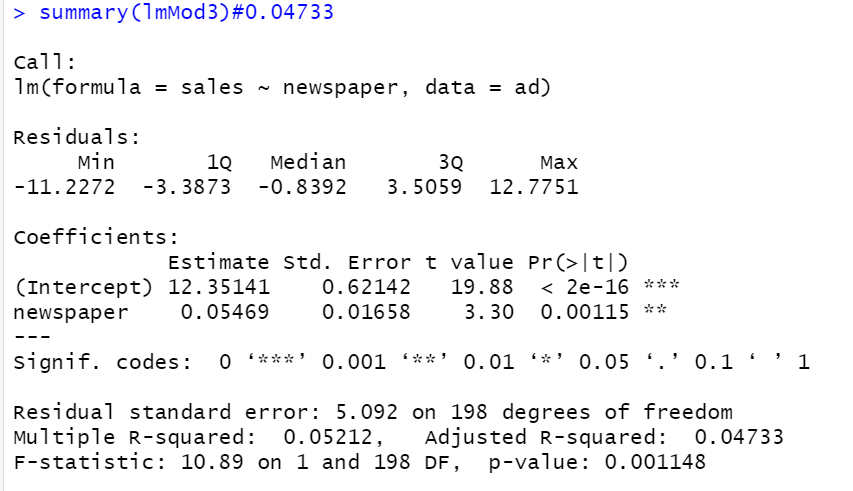 > summary(lmMod3)#0.04733
Call:
lm(formula = sales ~ newspaper, data = ad)
Residuals:
Min 1Q Median 3Q Max
-11.2272 -3.3873 -0.8392 3.5059 12.7751
Coefficients:
Estimate Std. Error t value Pr(>|t|)
(Intercept) 12.35141 0.62142 19.88 < 2e-16 ***
newspaper 0.05469 0.01658 3.30 0.00115 **
---
Signif. codes: 0 ‘***’ 0.001 ‘**’ 0.01 ‘*’ 0.05 ‘.’ 0.1 ‘ ’ 1
Residual standard error: 5.092 on 198 degrees of freedom
Multiple R-squared: 0.05212, Adjusted R-squared: 0.04733
F-statistic: 10.89 on 1 and 198 DF, p-value: 0.001148